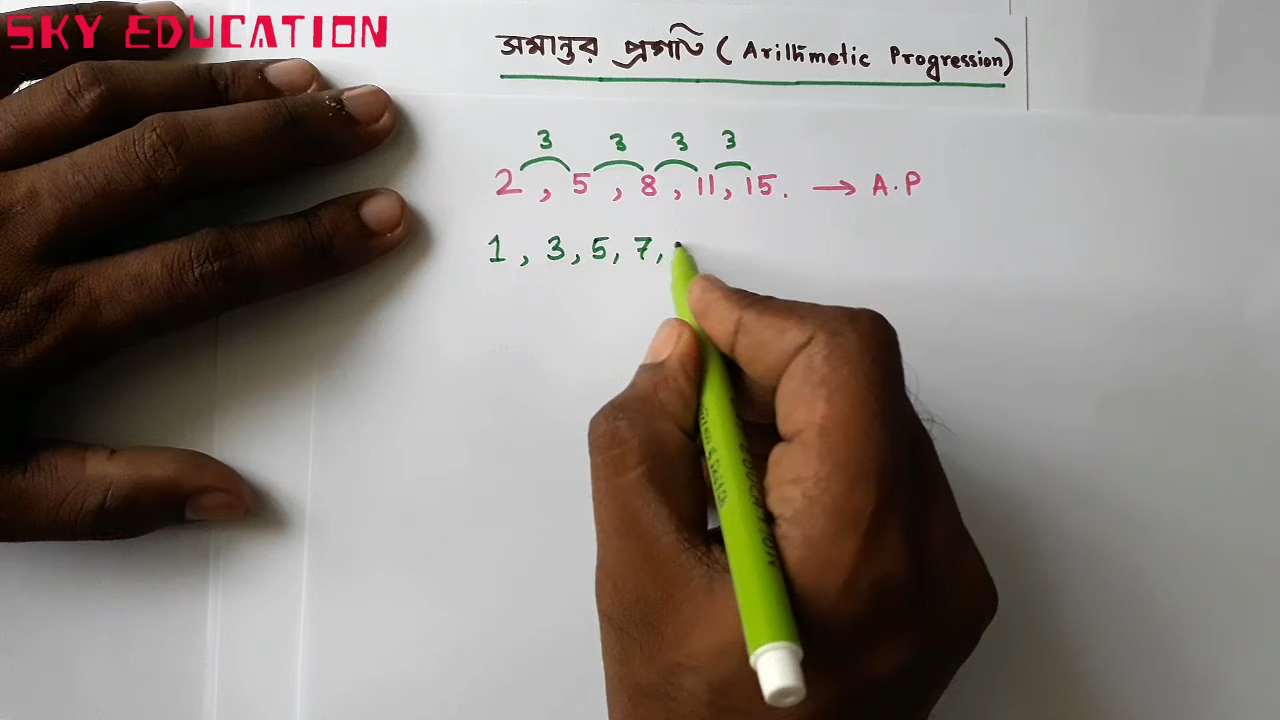 SKY EDUCATION
সমান্তর প্রগতি ( Arithmetic Progression)
3 3 3 3
2 , 5 , 8 , 11 , 15 . → A.P
1 , 3 , 5 , 7 ,